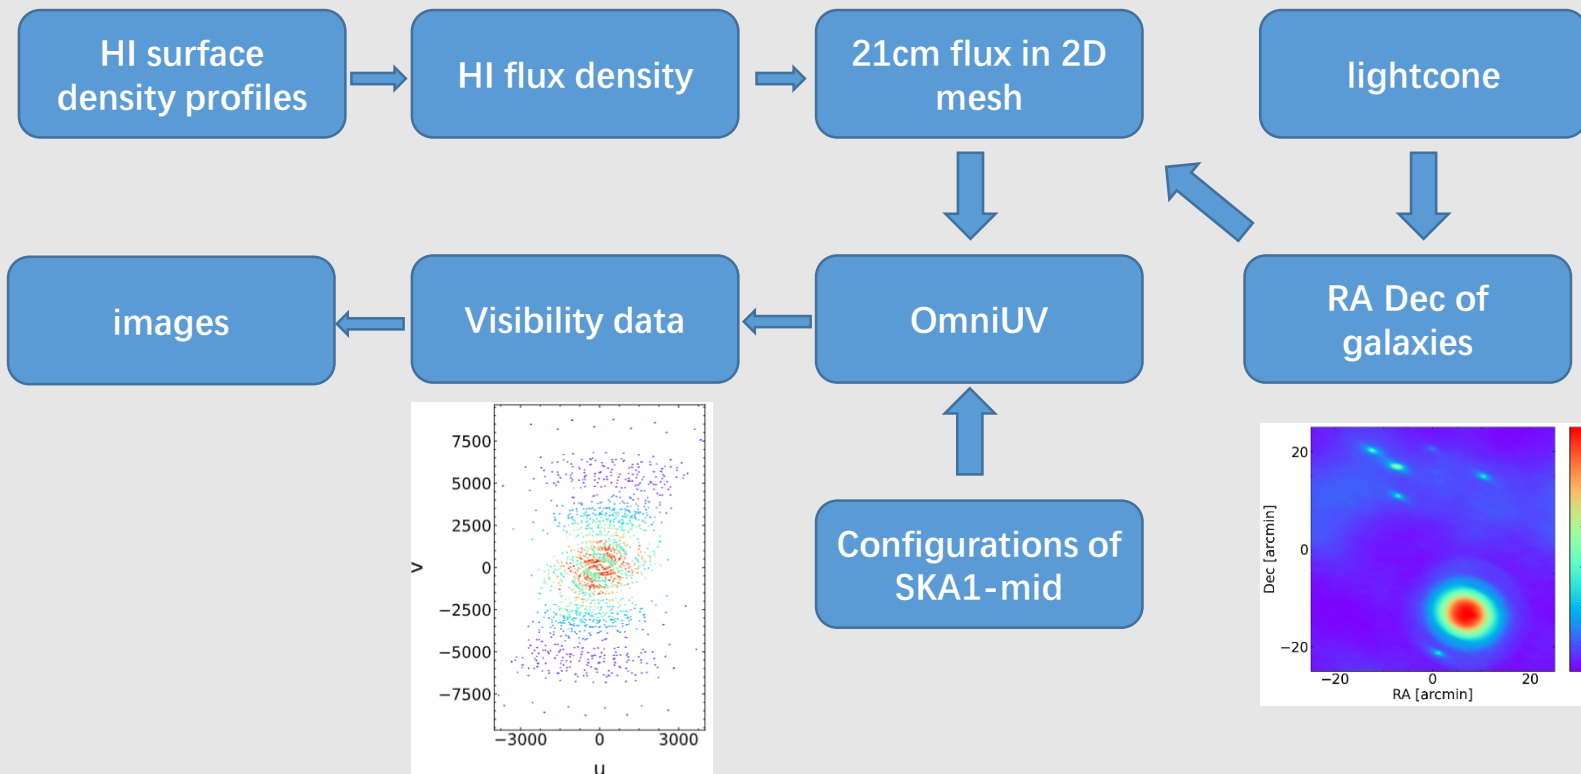 HI surface
density profiles
HI flux density
21cm flux in 2D
mesh
lightcone
images
Visibility data
OmniUV
RA Dec of
galaxies
Configurations of
SKA1-mid
7500
5000
2500
0
−2500
−5000
−7500
v
−3000 0 3000
u
20
0
−20
Dec [arcmin]
−20 0 20
RA [arcmin]